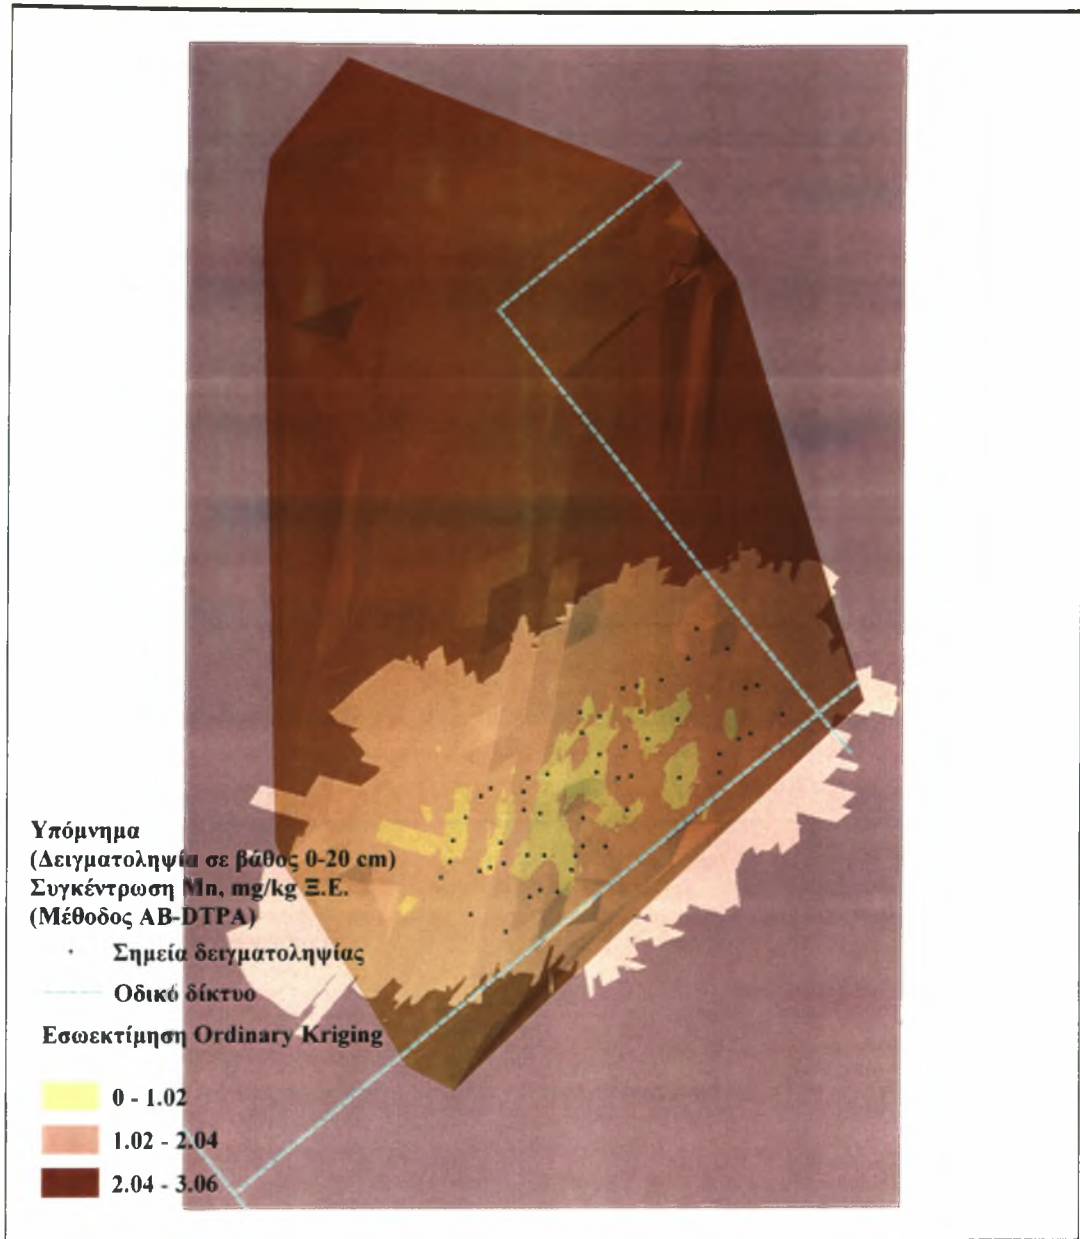 Υπόμνημα
(Δειγματοληψία σε βάθος 0-20 cm)
Συγκέντρωση Mn, mg/kg Ξ.Ε.
(Μέθοδος AB-DTPA)
Σημεία δειγματοληψίας
Οδικό δίκτυο
Εσωεκτίμηση Ordinary Kriging
0 - 1.02
1.02 - 2.04
2.04 - 3.06